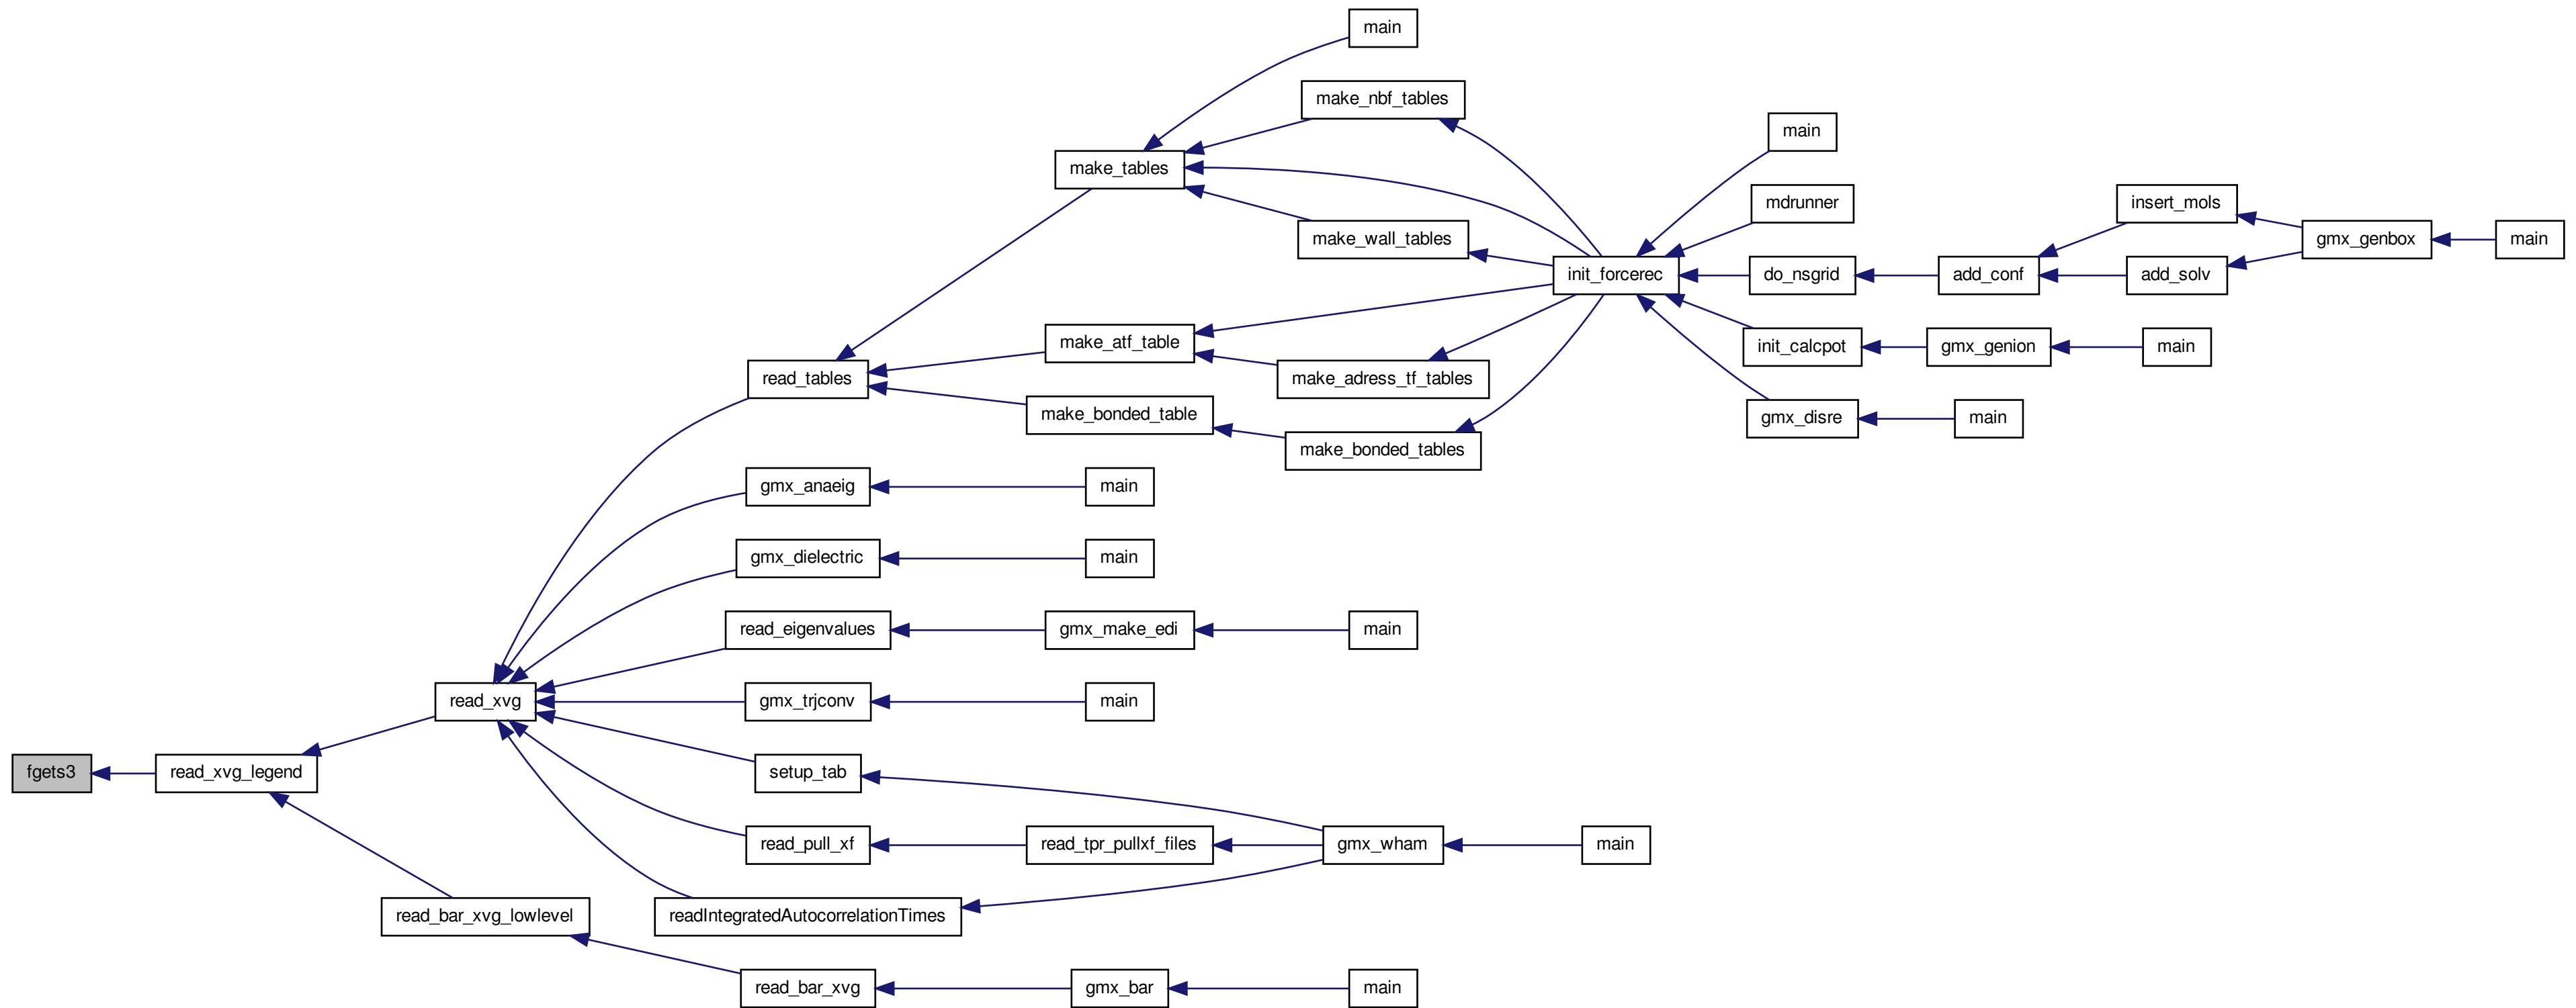 main
make_nbf_tables
main
make_tables
mdrunner
insert_mols
make_wall_tables
gmx_genbox
main
init_forcerec
do_nsgrid
add_conf
add_solv
make_atf_table
init_calcpot
gmx_genion
main
read_tables
make_adress_tf_tables
make_bonded_table
gmx_disre
main
make_bonded_tables
gmx_anaeig
main
gmx_dielectric
main
read_eigenvalues
gmx_make_edi
main
read_xvg
gmx_trjconv
main
fgets3
read_xvg_legend
setup_tab
read_pull_xf
read_tpr_pullxf_files
gmx_wham
main
read_bar_xvg_lowlevel
readIntegratedAutocorrelationTimes
read_bar_xvg
gmx_bar
main